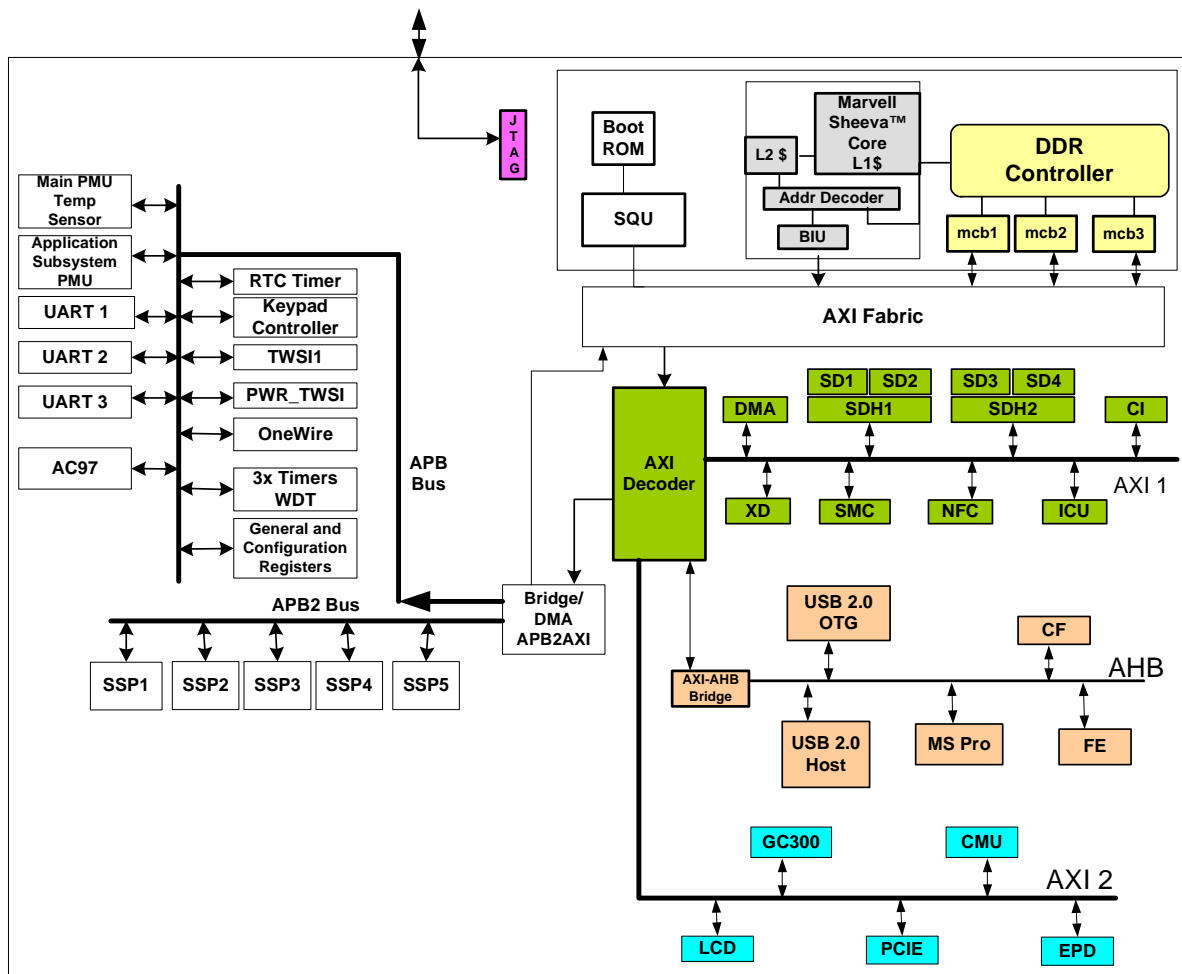 J
T
A
G
Boot
ROM
SQU
Marvell
Sheeva™
Core
L1$
L2 $
Addr Decoder
BIU
DDR
Controller
mcb1
mcb2
mcb3
AXI Fabric
Main PMU
Temp
Sensor
Application
Subsystem
PMU
UART 1
UART 2
UART 3
AC97
RTC Timer
Keypad
Controller
TWSI1
PWR_TWSI
OneWire
3x Timers
WDT
General and
Configuration
Registers
APB
Bus
APB2 Bus
SSP1
SSP2
SSP3
SSP4
SSP5
Bridge/
DMA
APB2AXI
AXI
Decoder
DMA
SD1
SD2
SDH1
SD3
SD4
SDH2
CI
AXI 1
XD
SMC
NFC
ICU
USB 2.0
OTG
CF
AXI-AHB
Bridge
AHB
USB 2.0
Host
MS Pro
FE
GC300
CMU
AXI 2
LCD
PCIE
EPD